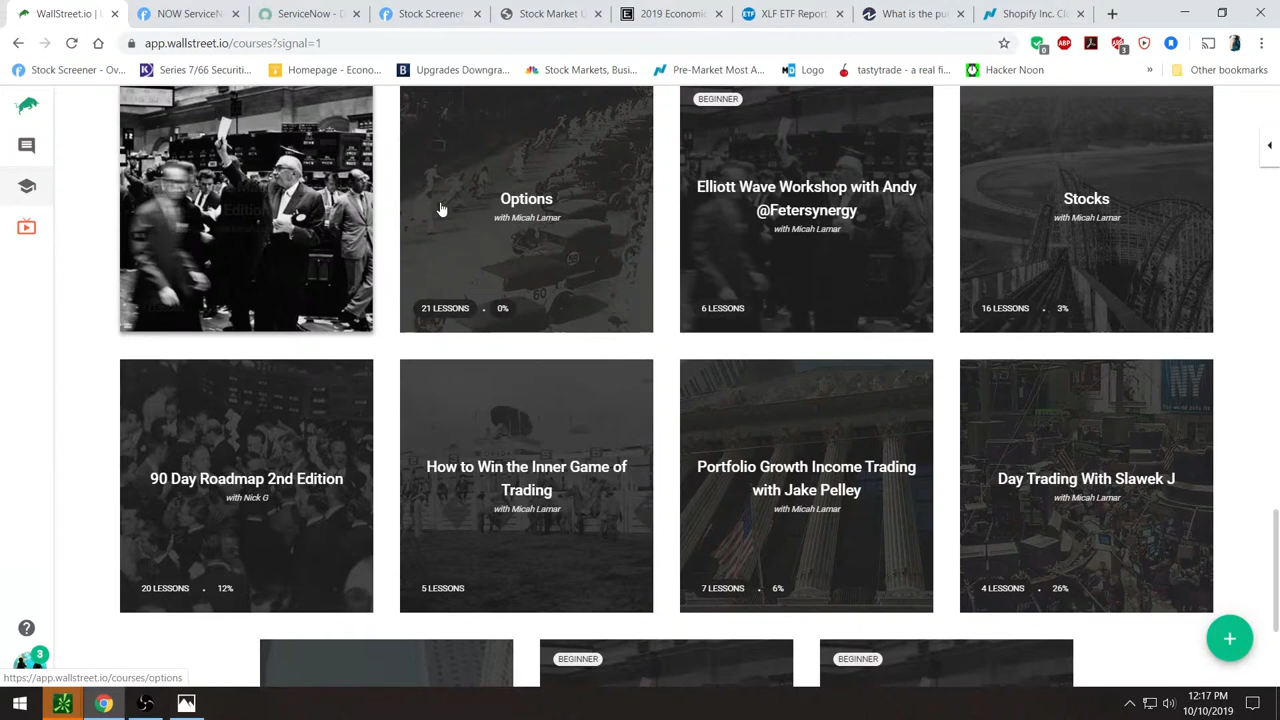 WallStreet.io | L
NOW ServiceN
ServiceNow - D
Stock Screener
Stock Market U
2019 Economic
XLF ETF Report
What is the pu
Shopify Inc. Cl
app.wallstreet.io/courses?signal=1
0
ABP
3
Stock Screener - Ov...
Series 7/66 Securiti...
Homepage - Econo...
Upgrades Downgra...
Stock Markets, Busi...
Pre-Market Most A...
Logo
tastytrade - a real fi...
Hacker Noon
»
Other bookmarks
Edition
Options
with Micah Lamar
21 LESSONS . 0%
BEGINNER
Elliott Wave Workshop with Andy
@Fetersynergy
with Micah Lamar
6 LESSONS
Stocks
with Micah Lamar
16 LESSONS . 3%
90 Day Roadmap 2nd Edition
with Nick G
20 LESSONS . 12%
How to Win the Inner Game of
Trading
with Micah Lamar
5 LESSONS
Portfolio Growth Income Trading
with Jake Pelley
with Micah Lamar
7 LESSONS . 6%
Day Trading With Slawek J
with Micah Lamar
4 LESSONS . 26%
BEGINNER
BEGINNER
3
https://app.wallstreet.io/courses/options
12:17 PM
10/10/2019